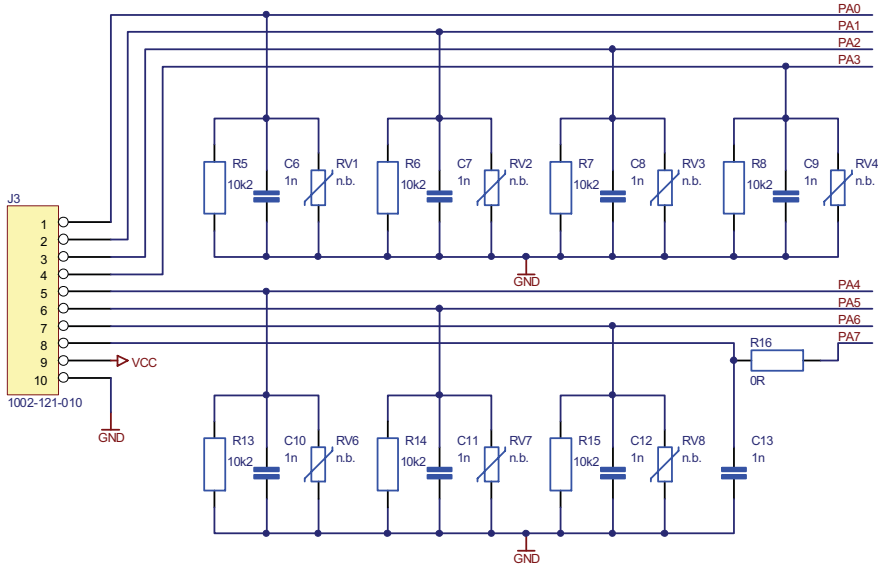 PA0
PA1
PA2
PA3
R5
10k2
C6
1n
RV1
n.b.
R6
10k2
C7
1n
RV2
n.b.
R7
10k2
C8
1n
RV3
n.b.
R8
10k2
C9
1n
RV4
n.b.
GND
J3
1
2
3
4
5
6
7
8
9
10
1002-121-010
VCC
GND
PA4
PA5
PA6
PA7
R16
0R
R13
10k2
C10
1n
RV6
n.b.
R14
10k2
C11
1n
RV7
n.b.
R15
10k2
C12
1n
RV8
n.b.
C13
1n
GND